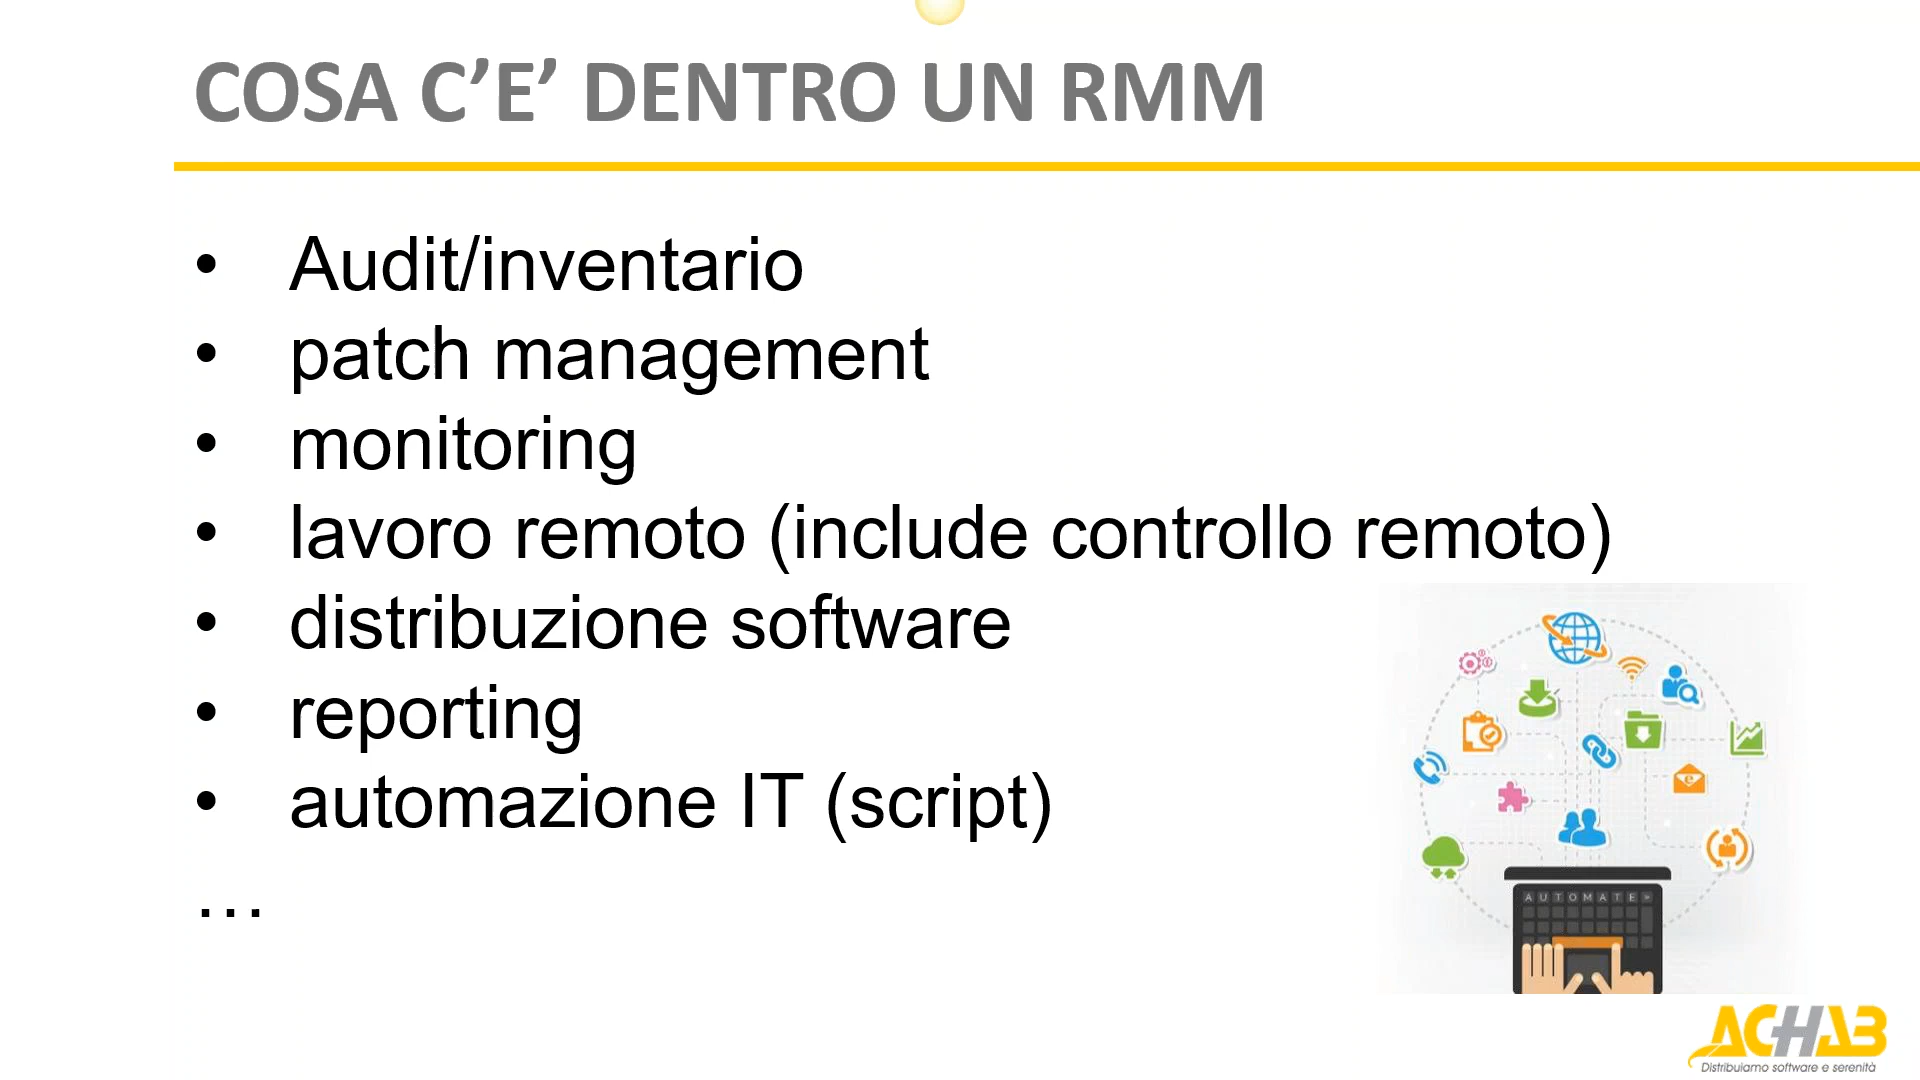 COSA C’E’ DENTRO UN RMM
• Audit/inventario
• patch management
• monitoring
• lavoro remoto (include controllo remoto)
• distribuzione software
• reporting
• automazione IT (script)
…
AUTOMATE»
ACHAB
Distribuiamo software e serenità